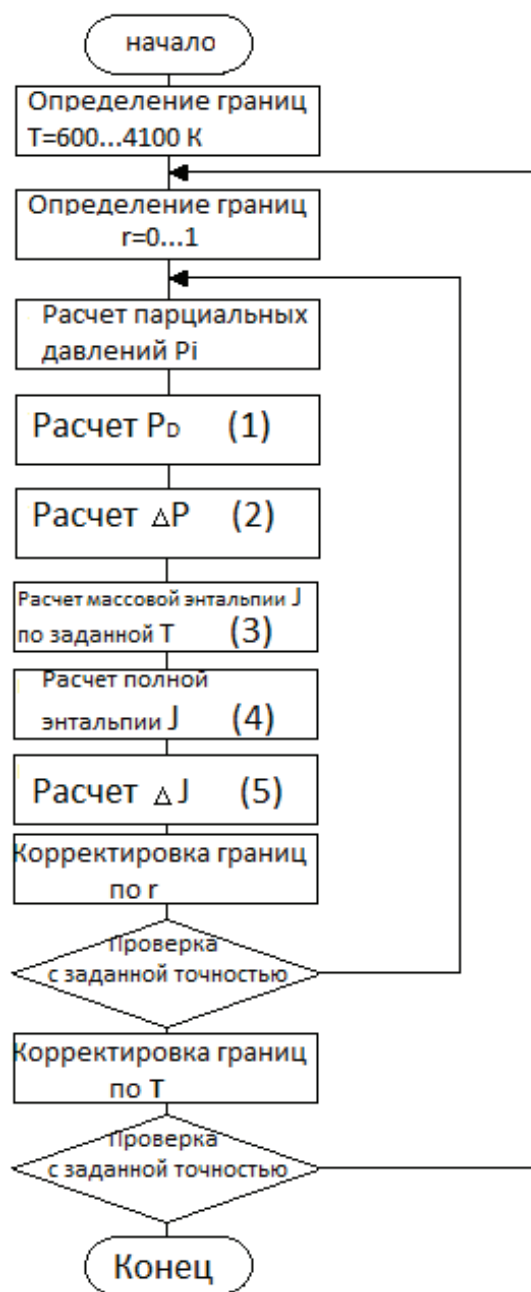 начало
Определение границ
T=600...4100 К
Определение границ
r=0...1
Расчет парциальных
давлений Pi
Расчет PD (1)
Расчет △P (2)
Расчет массовой энтальпии J
по заданной T (3)
Расчет полной
энтальпии J (4)
Расчет △ J (5)
Корректировка границ
по r
Проверка
с заданной точностью
Корректировка границ
по T
Проверка
с заданной точностью
Конец